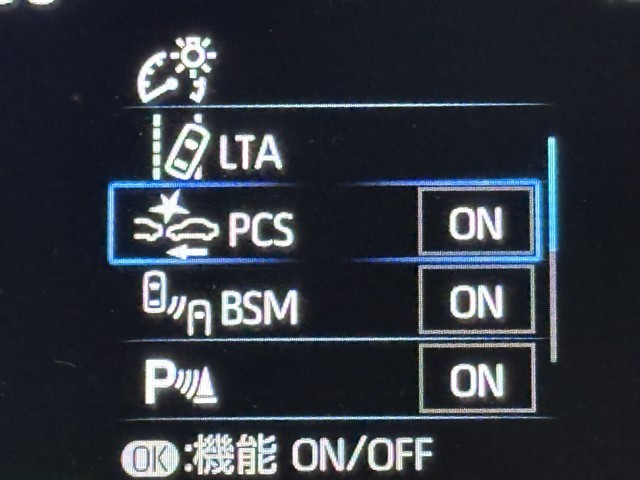 LTA
PCS ON
BSM ON
P ON
OK:機能 ON/OFF